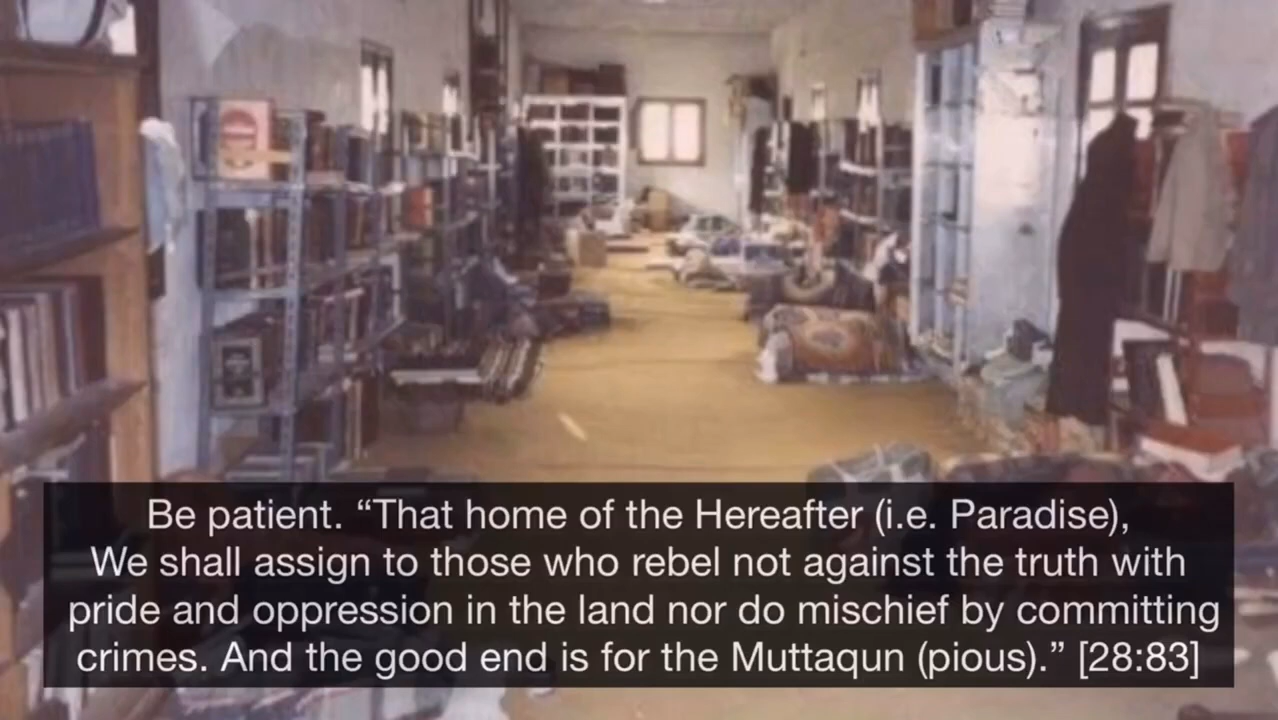 Be patient. “That home of the Hereafter (i.e. Paradise),
We shall assign to those who rebel not against the truth with
pride and oppression in the land nor do mischief by committing
crimes. And the good end is for the Muttaqun (pious).” [28:83]